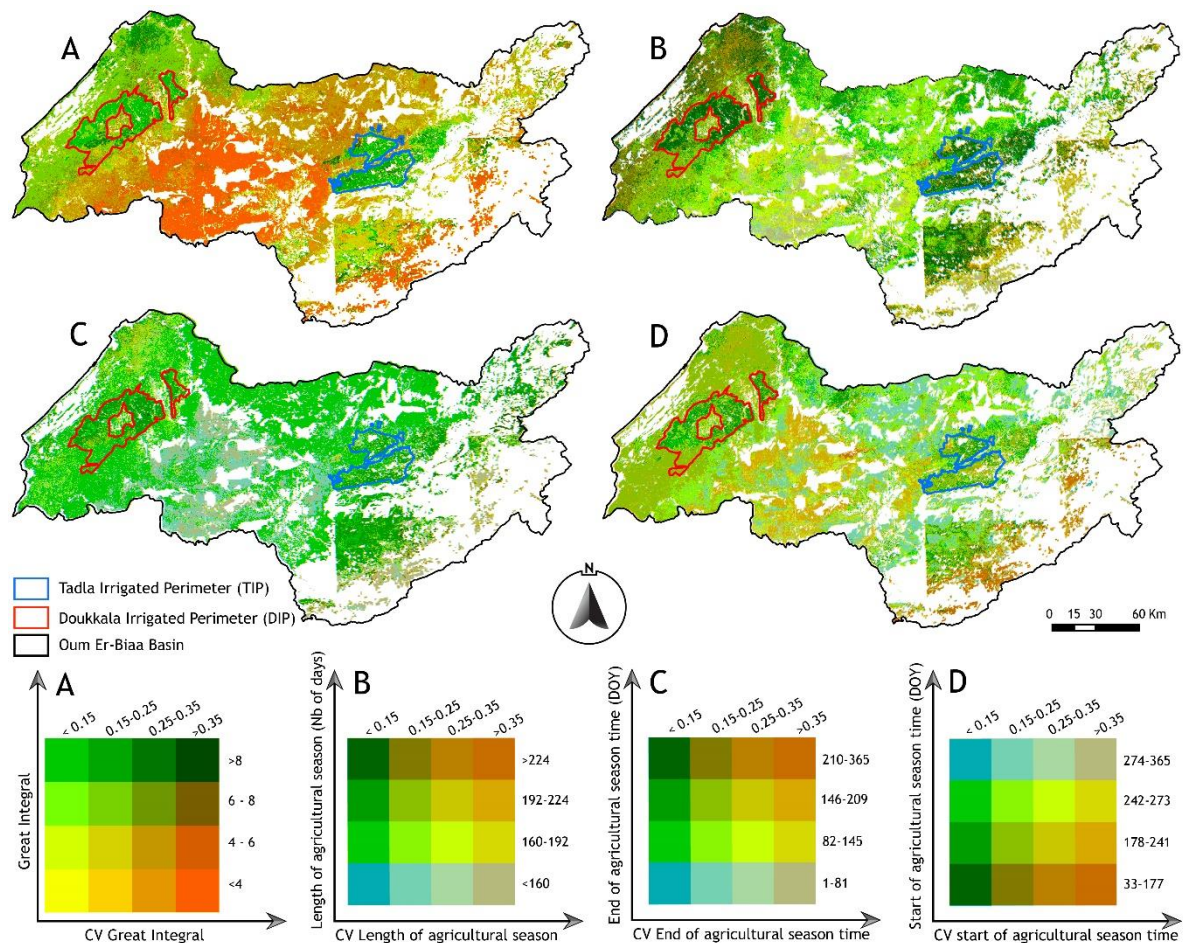 A
B
C
D
Tadla Irrigated Perimeter (TIP)
Doukkala Irrigated Perimeter (DIP)
Oum Er-Biaa Basin
N
0 15 30 60 Km
A
Great Integral
< 0.15
0.15-0.25
0.25-0.35
>0.35
>8
6 - 8
4 - 6
<4
CV Great Integral
B
Length of agricultural season (Nb of days)
< 0.15
0.15-0.25
0.25-0.35
>0.35
>224
192-224
160-192
<160
CV Length of agricultural season
C
End of agricultural season time (DOY)
< 0.15
0.15-0.25
0.25-0.35
>0.35
210-365
146-209
82-145
1-81
CV End of agricultural season time
D
Start of agricultural season time (DOY)
< 0.15
0.15-0.25
0.25-0.35
>0.35
274-365
242-273
178-241
33-177
CV start of agricultural season time